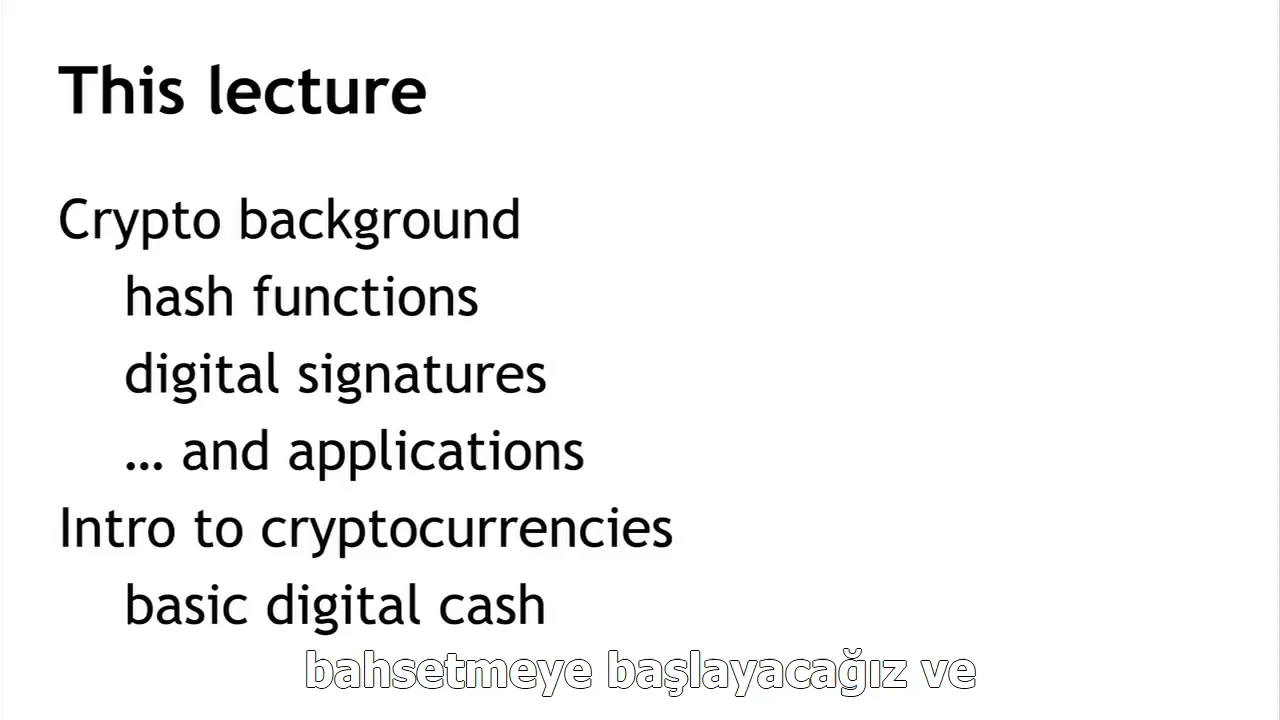 This lecture
Crypto background
hash functions
digital signatures
… and applications
Intro to cryptocurrencies
basic digital cash
bahsetmeye başlayacağız ve